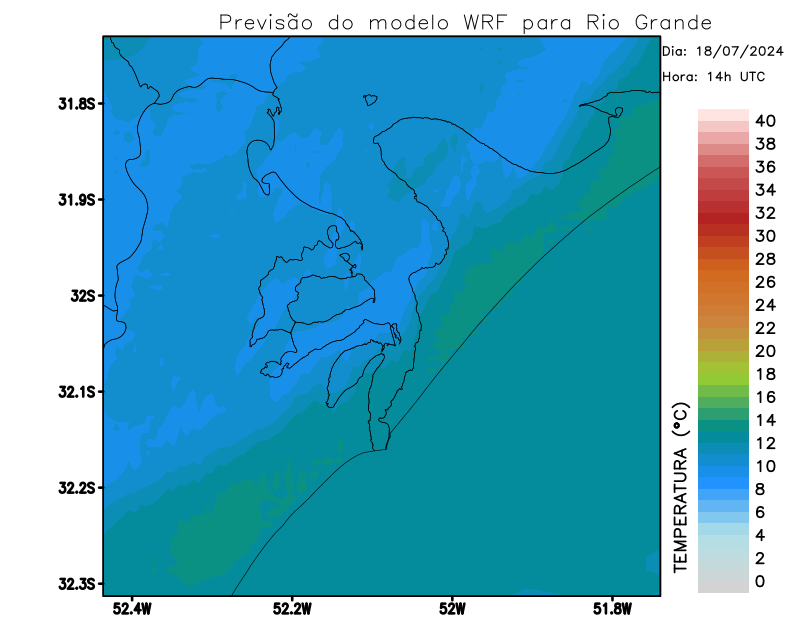 Previsão do modelo WRF para Rio Grande
Dia: 18/07/2024
Hora: 14h UTC
31.8S
31.9S
32S
32.1S
32.2S
32.3S
52.4W
52.2W
52W
51.8W
40
38
36
34
32
30
28
26
24
22
20
18
16
14
12
10
8
6
4
2
0
TEMPERATURA (°C)